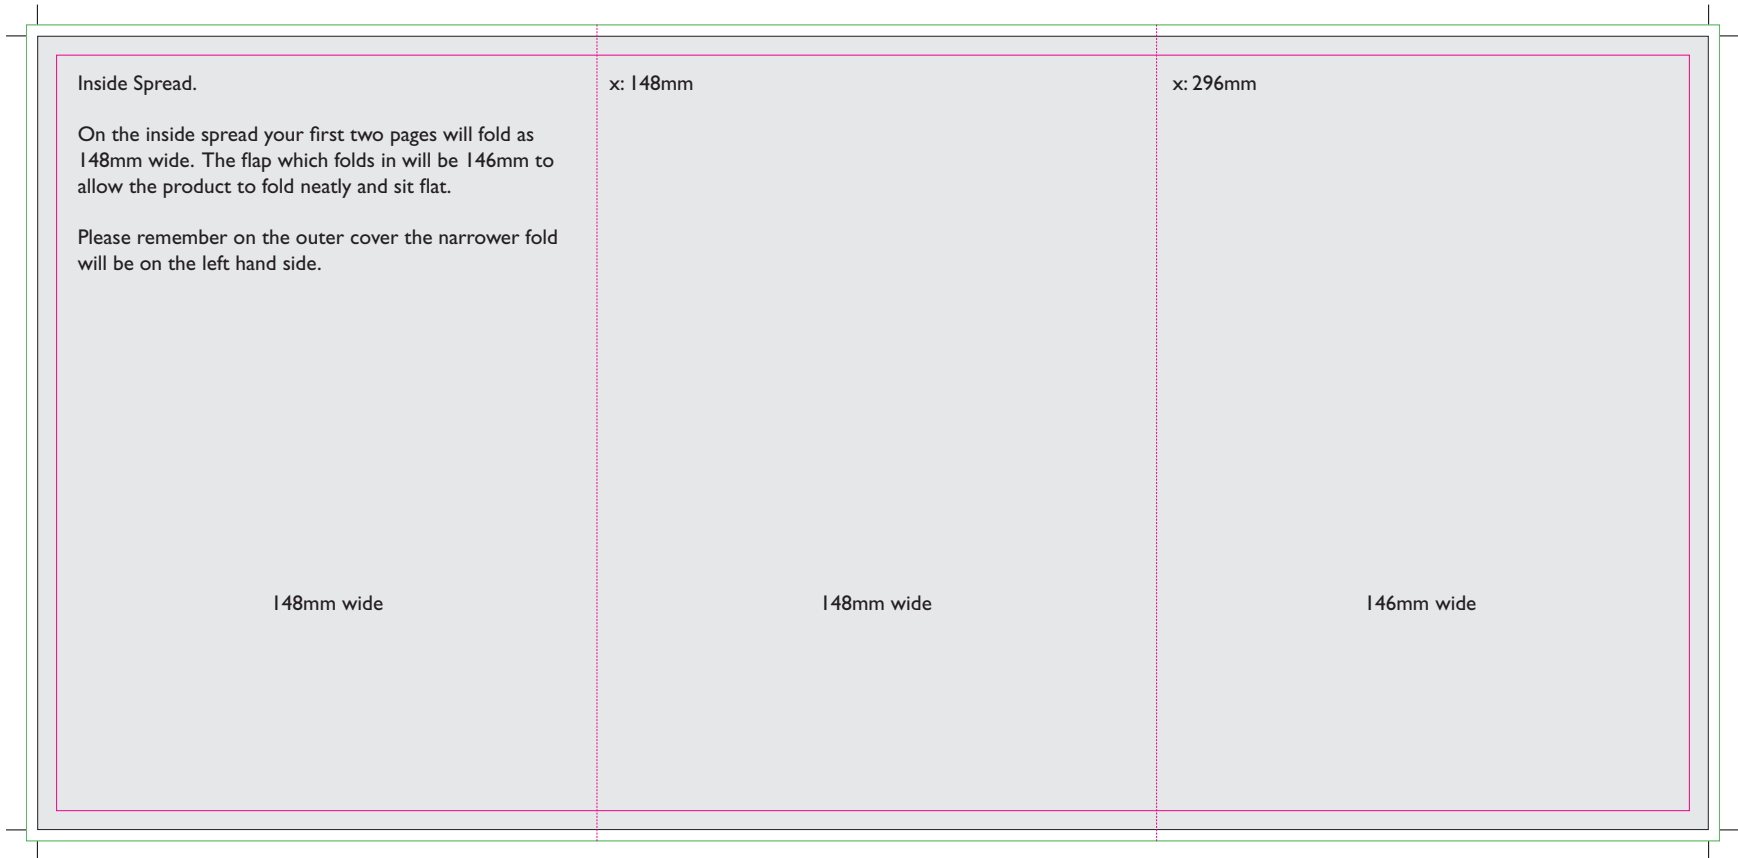 Inside Spread.
On the inside spread your first two pages will fold as
148mm wide. The flap which folds in will be 146mm to
allow the product to fold neatly and sit flat.
Please remember on the outer cover the narrower fold
will be on the left hand side.
x: 148mm
x: 296mm
148mm wide
148mm wide
146mm wide